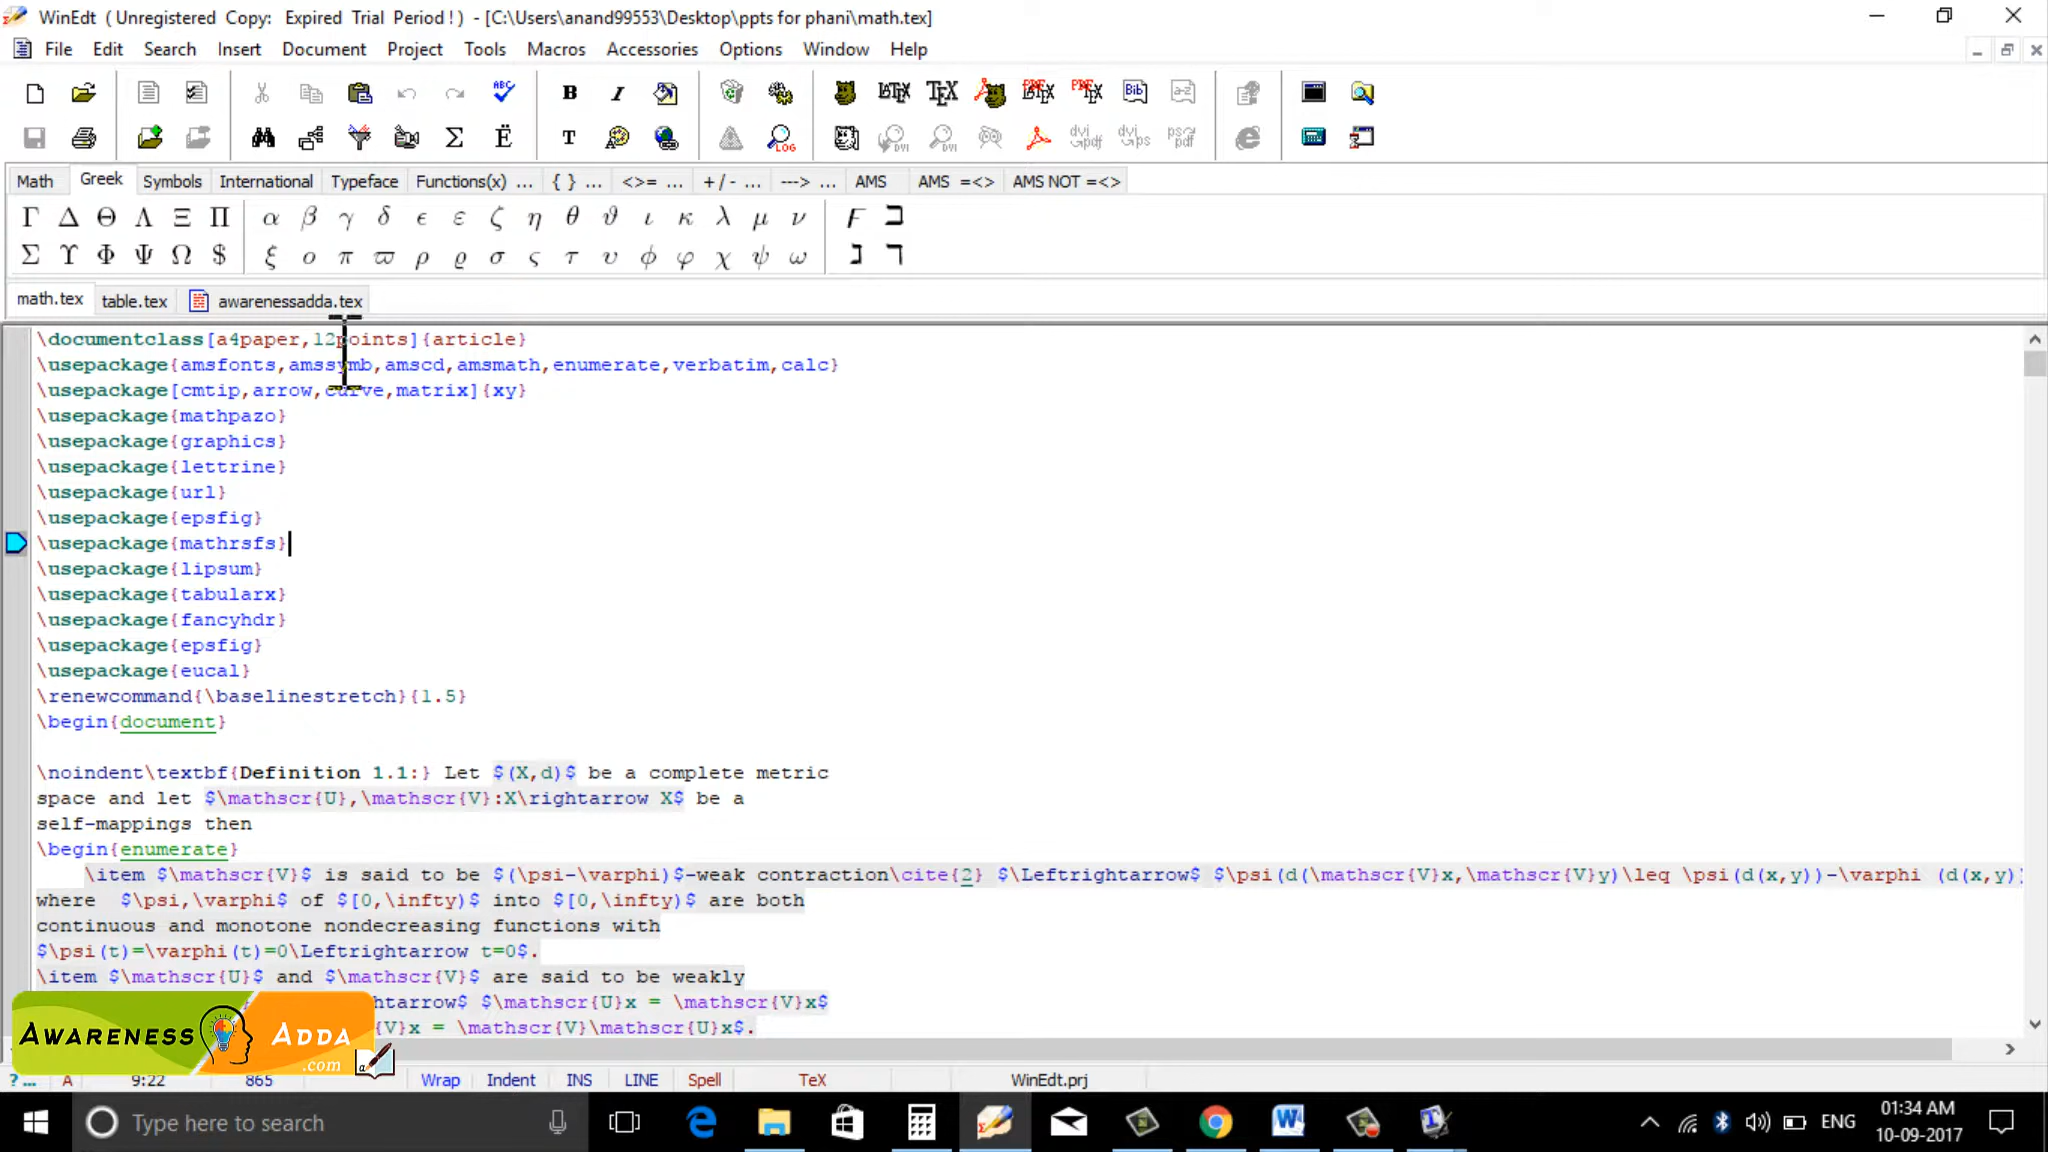 WinEdt ( Unregistered Copy: Expired Trial Period ! ) - [C:\Users\anand99553\Desktop\ppts for phani\math.tex]
File Edit Search Insert Document Project Tools Macros Accessories Options Window Help
Math Greek Symbols International Typeface Functions(x) ... { } ... <>= ... + / - ... ---> ... AMS AMS =<> AMS NOT =<>
Γ Δ Θ Λ Ξ Π α β γ δ ϵ ε ζ η θ ϑ ι κ λ μ ν F ב
Σ ϒ Φ Ψ Ω $ ξ ο π ϖ ρ ϱ σ ς τ υ ϕ φ χ ψ ω ג ד
math.tex table.tex awarenessadda.tex
\documentclass[a4paper,12points]{article}
\usepackage{amsfonts,amssymb,amscd,amsmath,enumerate,verbatim,calc}
\usepackage[cmtip,arrow,curve,matrix]{xy}
\usepackage{mathpazo}
\usepackage{graphics}
\usepackage{lettrine}
\usepackage{url}
\usepackage{epsfig}
\usepackage{mathrsfs}
\usepackage{lipsum}
\usepackage{tabularx}
\usepackage{fancyhdr}
\usepackage{epsfig}
\usepackage{eucal}
\renewcommand{\baselinestretch}{1.5}
\begin{document}
\noindent\textbf{Definition 1.1:} Let $(X,d)$ be a complete metric
space and let $\mathscr{U},\mathscr{V}:X\rightarrow X$ be a
self-mappings then
\begin{enumerate}
\item $\mathscr{V}$ is said to be $(\psi-\varphi)$-weak contraction\cite{2} $\Leftrightarrow$ $\psi(d(\mathscr{V}x,\mathscr{V}y)\leq \psi(d(x,y))-\varphi (d(x,y)
where $\psi,\varphi$ of $[0,\infty)$ into $[0,\infty)$ are both
continuous and monotone nondecreasing functions with
$\psi(t)=\varphi(t)=0\Leftrightarrow t=0$.
\item $\mathscr{U}$ and $\mathscr{V}$ are said to be weakly
htarrow$ $\mathscr{U}x = \mathscr{V}x$
{V}x = \mathscr{V}\mathscr{U}x$.
AWARENESS ADDA
.com
?... A 9:22 865 Wrap Indent INS LINE Spell TeX WinEdt.prj
Type here to search
ENG
01:34 AM
10-09-2017